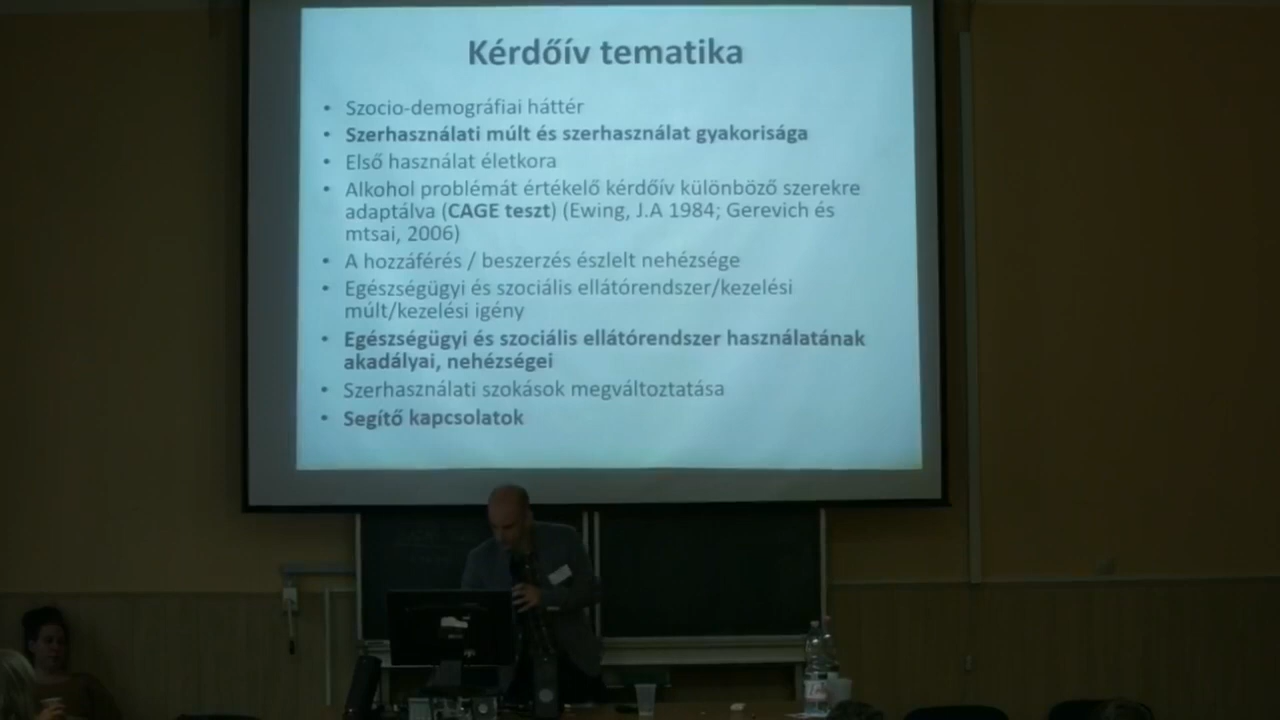 Kérdőív tematika
• Szocio-demográfiai háttér
• Szerhasználati múlt és szerhasználat gyakorisága
• Első használat életkora
• Alkohol problémát értékelő kérdőív különböző szerekre
adaptálva (CAGE teszt) (Ewing, J.A 1984; Gerevich és
mtsai, 2006)
• A hozzáférés / beszerzés észlelt nehézsége
• Egészségügyi és szociális ellátórendszer/kezelési
múlt/kezelési igény
• Egészségügyi és szociális ellátórendszer használatának
akadályai, nehézségei
• Szerhasználati szokások megváltoztatása
• Segítő kapcsolatok